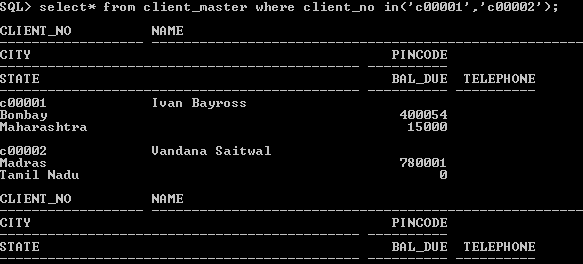 SQL> select* from client_master where client_no in('c00001','c00002');
CLIENT_NO NAME
CITY PINCODE
STATE BAL_DUE TELEPHONE
c00001 Ivan Bayross
Bombay 400054
Maharashtra 15000
c00002 Vandana Saitwal
Madras 780001
Tamil Nadu 0
CLIENT_NO NAME
CITY PINCODE
STATE BAL_DUE TELEPHONE